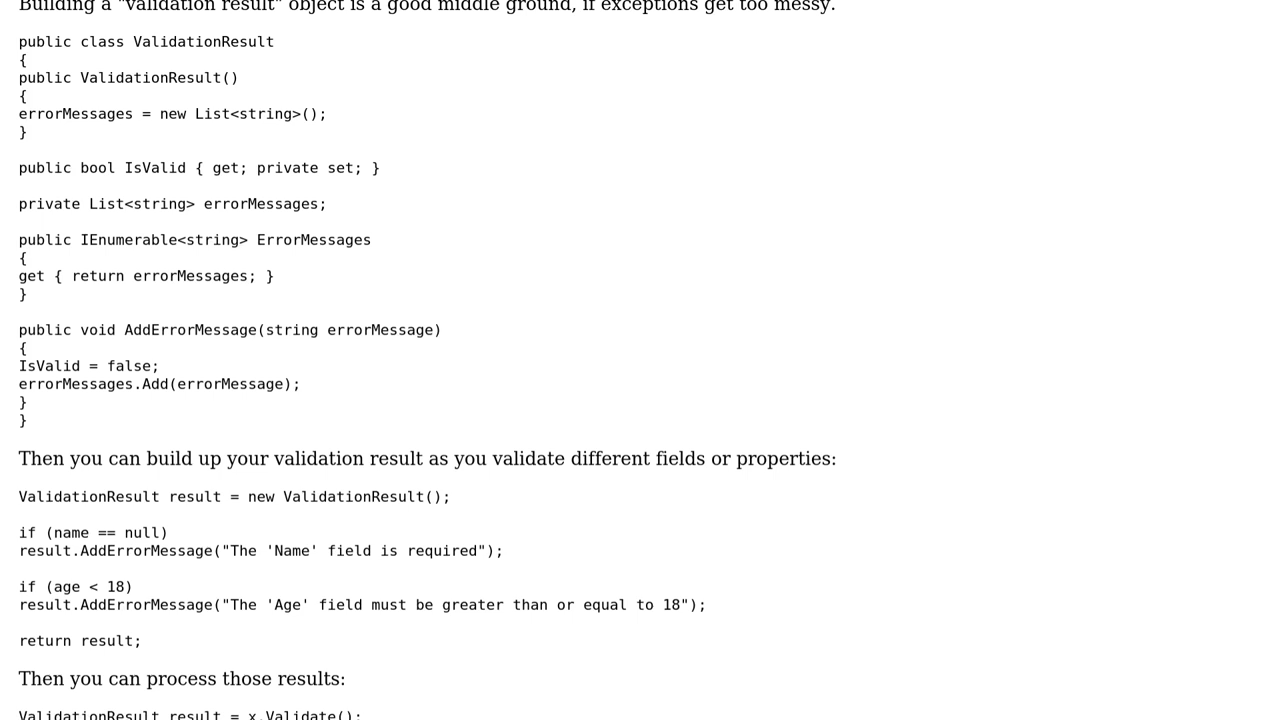 Building a "validation result" object is a good middle ground, if exceptions get too messy.
public class ValidationResult
{
public ValidationResult()
{
errorMessages = new List<string>();
}
public bool IsValid { get; private set; }
private List<string> errorMessages;
public IEnumerable<string> ErrorMessages
{
get { return errorMessages; }
}
public void AddErrorMessage(string errorMessage)
{
IsValid = false;
errorMessages.Add(errorMessage);
}
}
Then you can build up your validation result as you validate different fields or properties:
ValidationResult result = new ValidationResult();
if (name == null)
result.AddErrorMessage("The 'Name' field is required");
if (age < 18)
result.AddErrorMessage("The 'Age' field must be greater than or equal to 18");
return result;
Then you can process those results:
ValidationResult result = x.Validate();